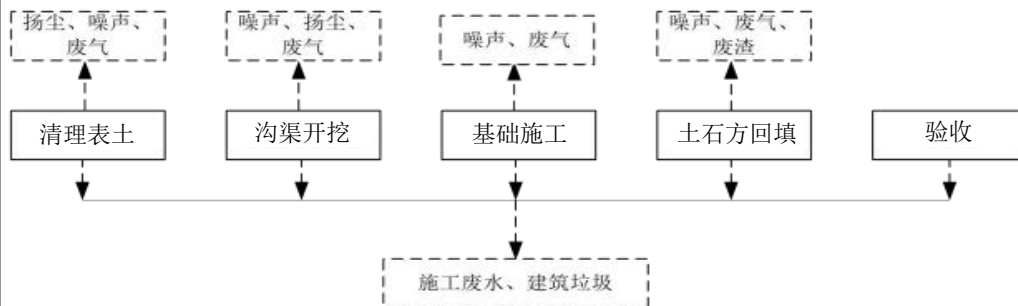 扬尘、噪声、
废气
噪声、扬尘、
废气
噪声、废气
噪声、废气、
废渣
清理表土
沟渠开挖
基础施工
土石方回填
验收
施工废水、建筑垃圾